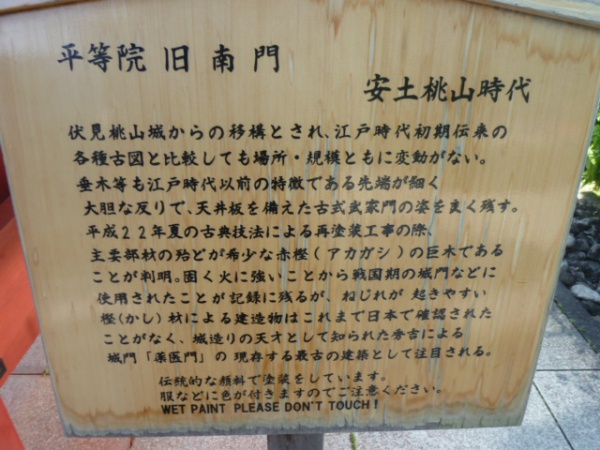 平等院 旧南門
安土桃山時代
伏見桃山城からの移構とされ、江戸時代初期伝来の
各種古図と比較しても場所・規模ともに変動がない。
垂木等も江戸時代以前の特徴である先端が細く
大胆な反りで、天井板を備えた古式武家門の姿を良く残す。
平成22年夏の古典技法による再塗装工事の際、
主要部材の殆どが希少な赤樫(アカガシ)の巨木である
ことが判明。固く火に強いことから戦国期の城門などに
使用されたことが記録に残るが、ねじれが 起きやすい
樫(かし)材による建造物はこれまで日本で確認された
ことがなく、城造りの天才として知られた秀吉による
城門「薬医門」の 現存する最古の建築として注目される。
伝統的な顔料で塗装をしています。
服などに色が付きますのでご注意ください。
WET PAINT PLEASE DON'T TOUCH!